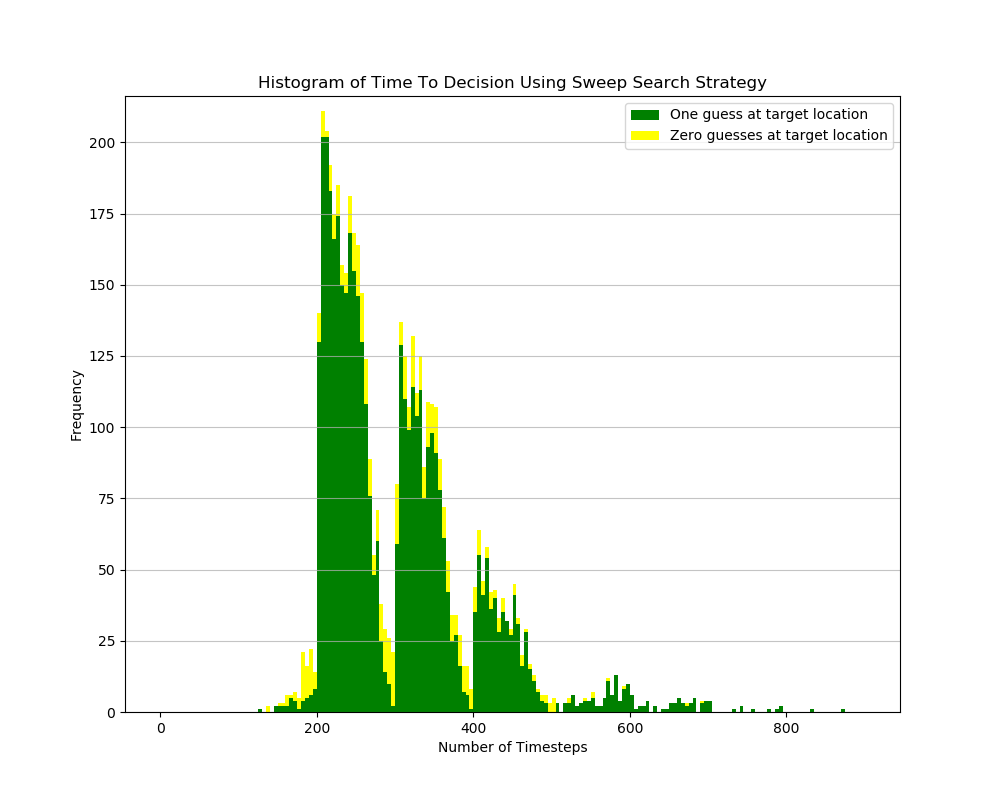 Histogram of Time To Decision Using Sweep Search Strategy
One guess at target location
Zero guesses at target location
200
175
150
125
100
75
50
25
0
Frequency
0 200 400 600 800
Number of Timesteps